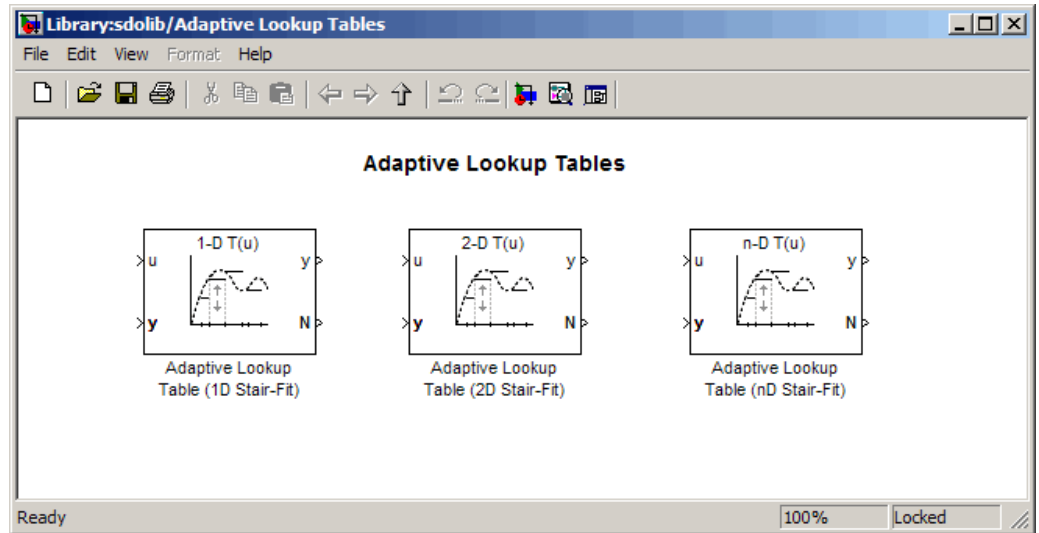 Library:sdolib/Adaptive Lookup Tables
File Edit View Format Help
Adaptive Lookup Tables
1-D T(u)
u
y
y
N
Adaptive Lookup
Table (1D Stair-Fit)
2-D T(u)
u
y
y
N
Adaptive Lookup
Table (2D Stair-Fit)
n-D T(u)
u
y
y
N
Adaptive Lookup
Table (nD Stair-Fit)
Ready 100% Locked